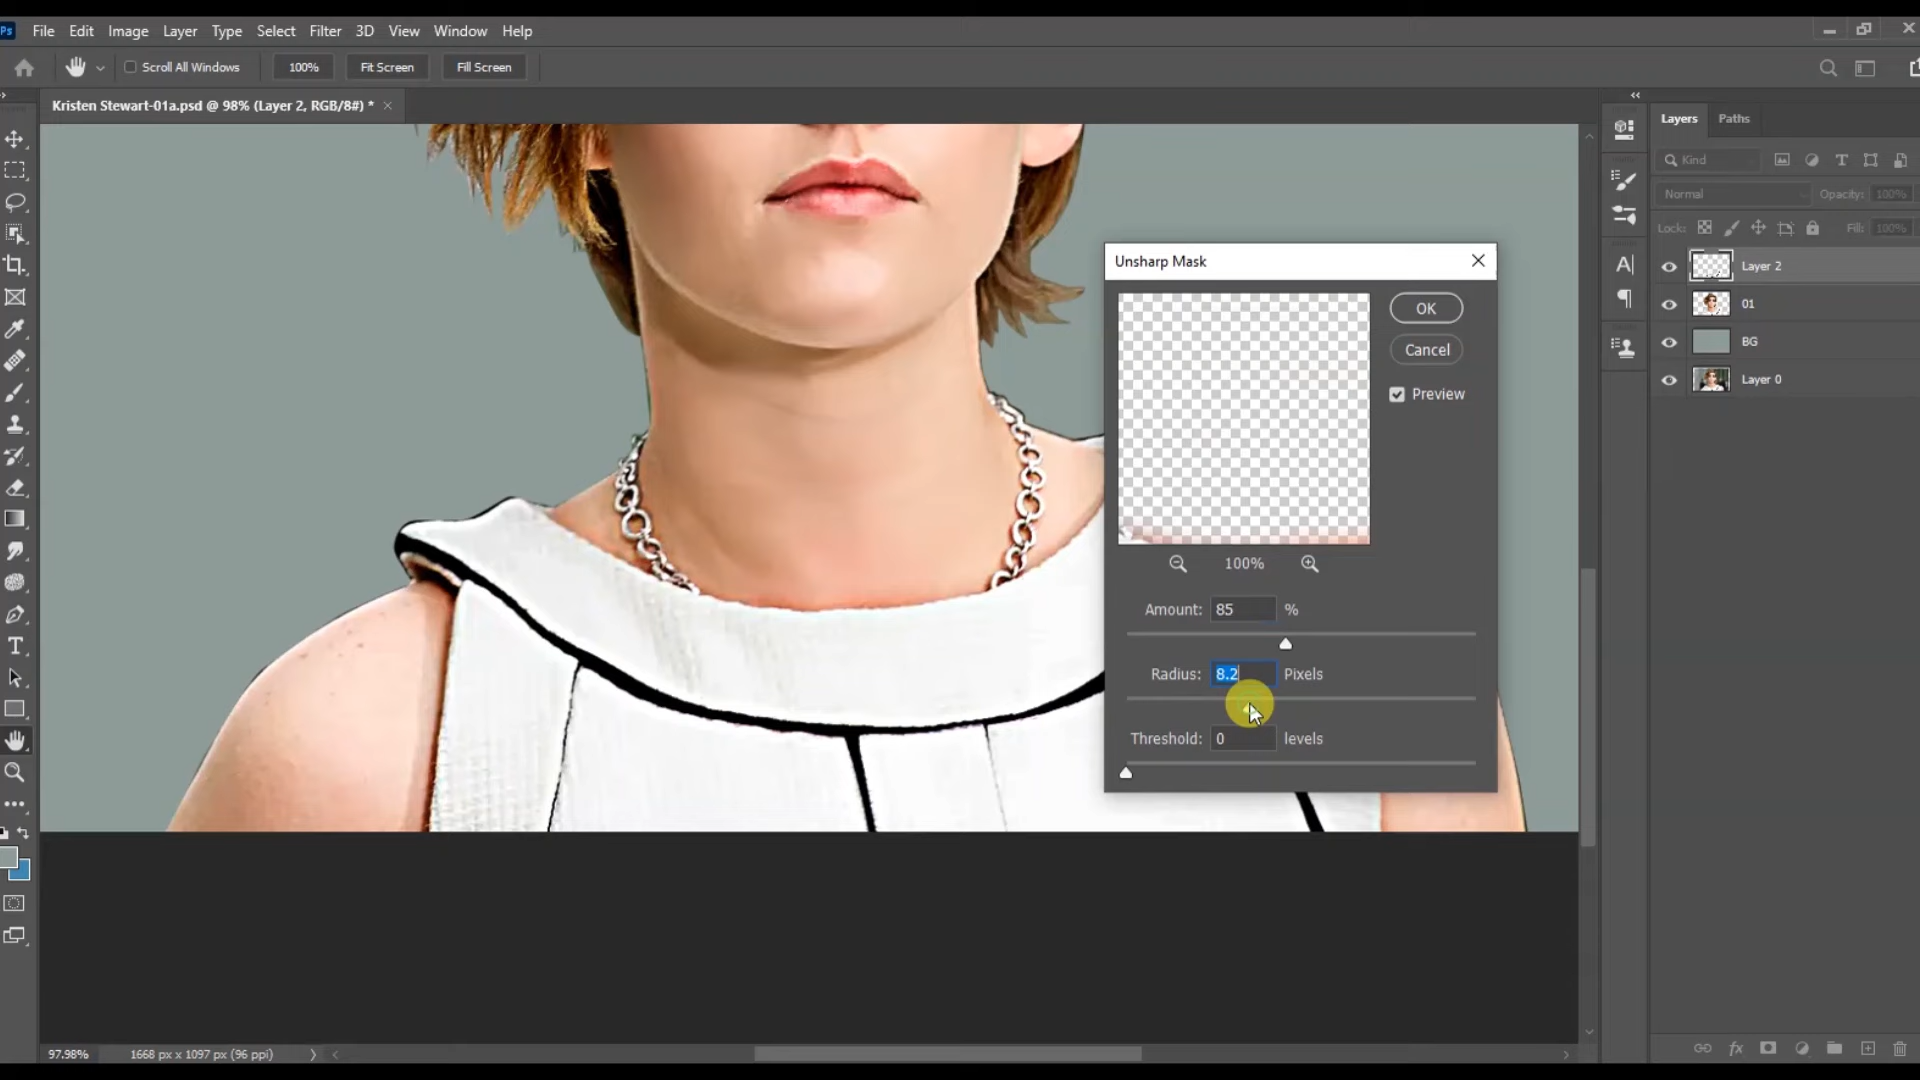 Ps File Edit Image Layer Type Select Filter 3D View Window Help
Scroll All Windows 100% Fit Screen Fill Screen
Kristen Stewart-01a.psd @ 98% (Layer 2, RGB/8#) * ×
Layers Paths
Kind
Normal Opacity: 100%
Lock: Fill: 100%
Layer 2
01
BG
Layer 0
Unsharp Mask
OK
Cancel
Preview
100%
Amount: 85 %
Radius: 8.2 Pixels
Threshold: 0 levels
97.98% 1668 px x 1097 px (96 ppi)
fx